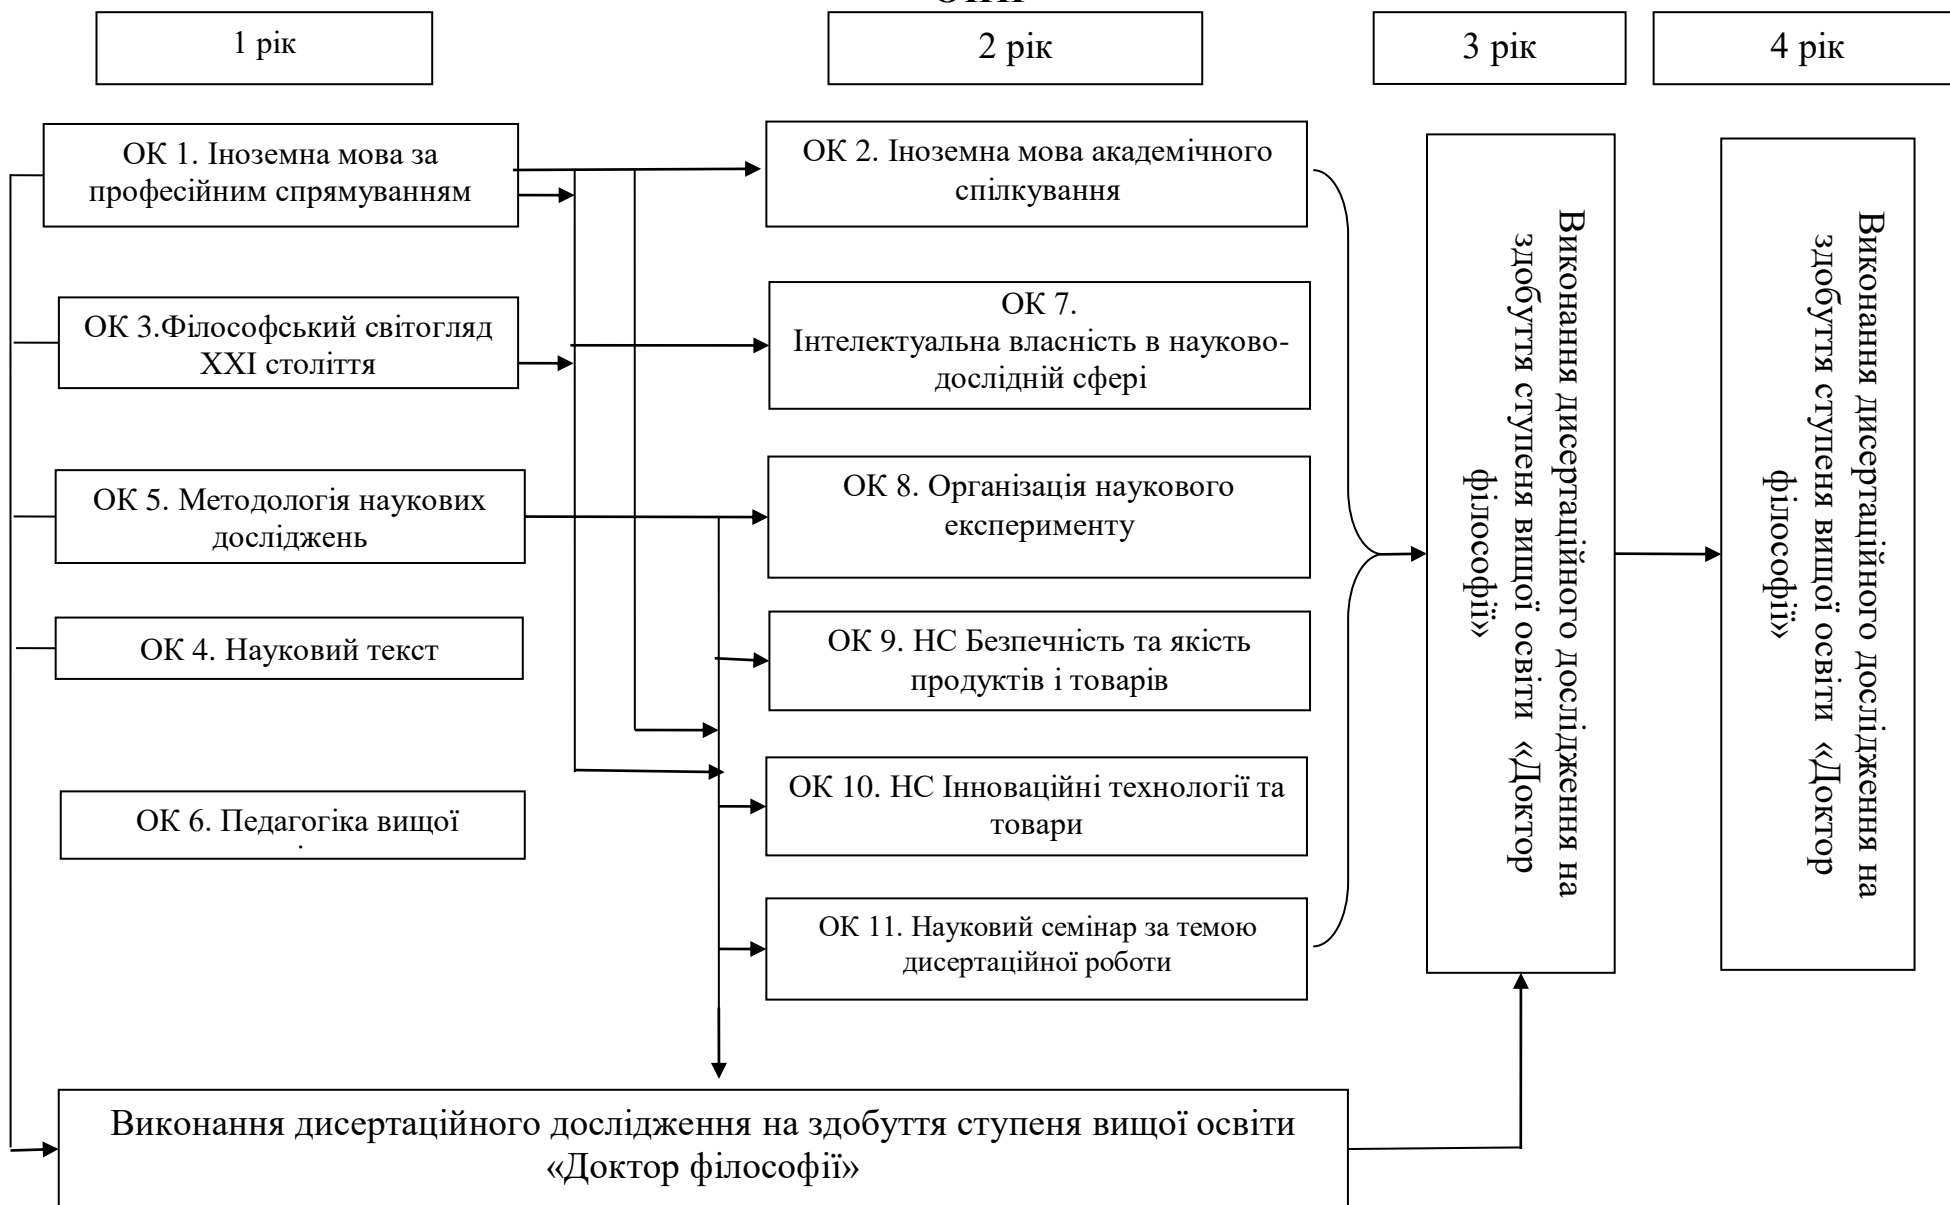 1 рік
2 рік
3 рік
4 рік
ОК 1. Іноземна мова за
професійним спрямуванням
ОК 2. Іноземна мова академічного
спілкування
ОК 3.Філософський світогляд
ХХІ століття
ОК 7.
Інтелектуальна власність в науково-
дослідній сфері
ОК 5. Методологія наукових
досліджень
ОК 8. Організація наукового
експерименту
ОК 4. Науковий текст
ОК 9. НС Безпечність та якість
продуктів і товарів
ОК 6. Педагогіка вищої
ОК 10. НС Інноваційні технології та
товари
ОК 11. Науковий семінар за темою
дисертаційної роботи
Виконання дисертаційного дослідження на
здобуття ступеня вищої освіти «Доктор
філософії»
Виконання дисертаційного дослідження на
здобуття ступеня вищої освіти «Доктор
філософії»
Виконання дисертаційного дослідження на здобуття ступеня вищої освіти
«Доктор філософії»